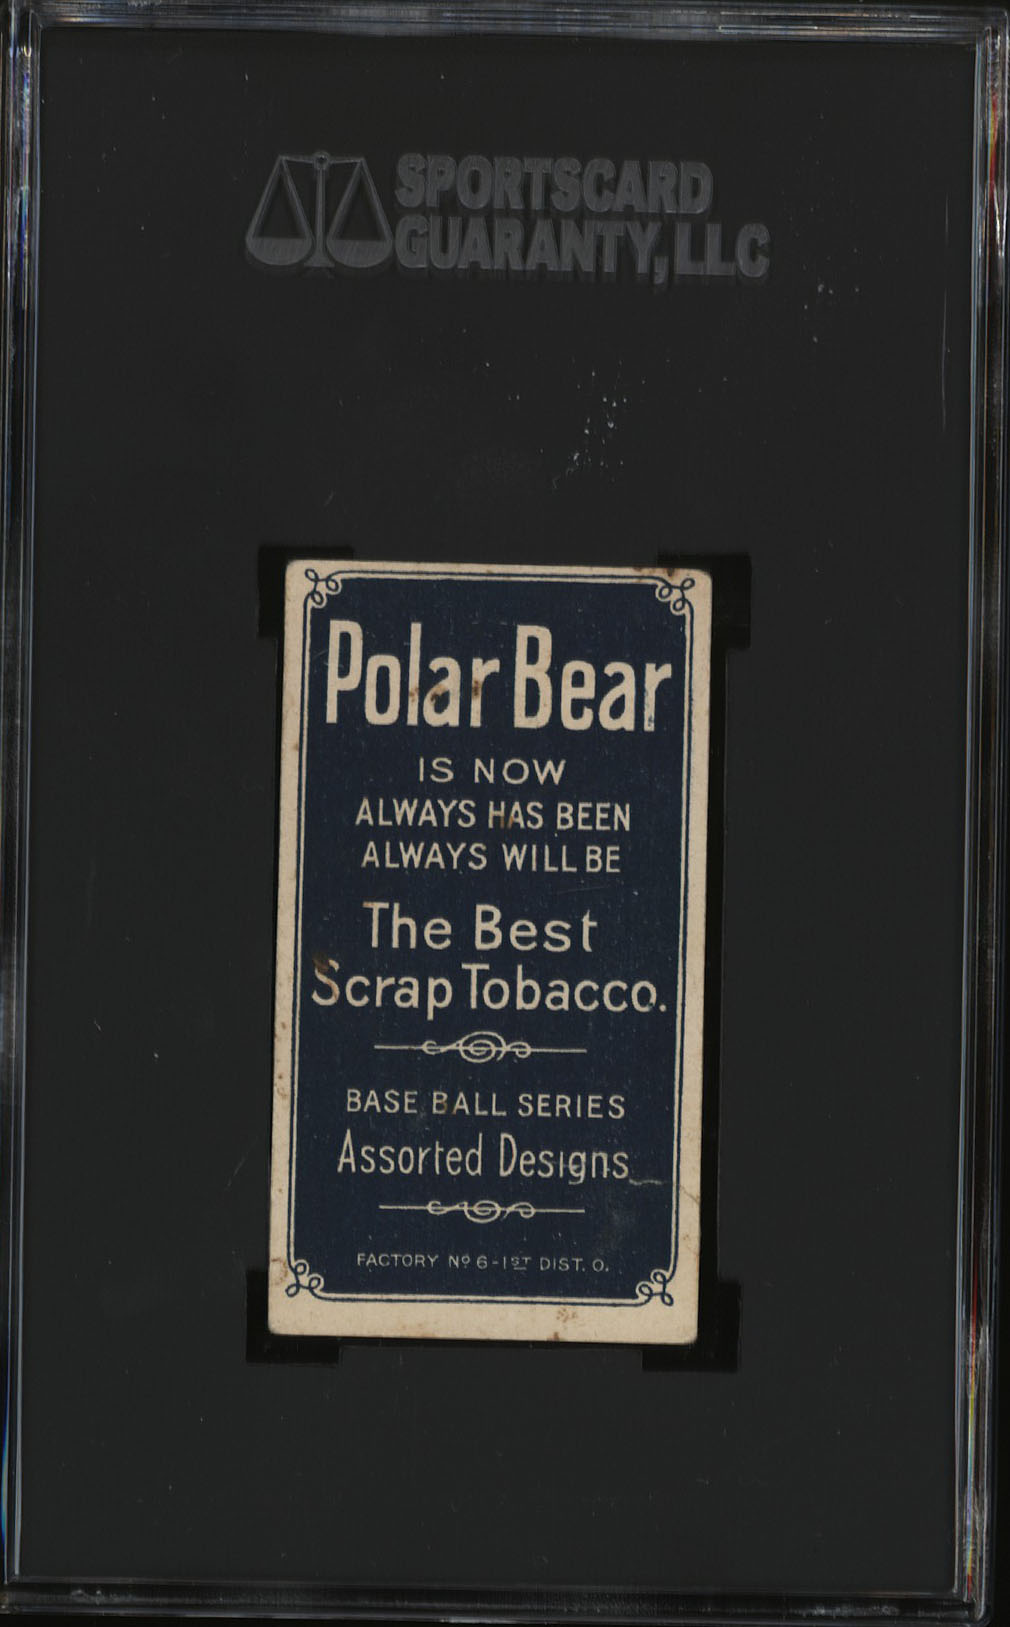 SPORTSCARD
GUARANTY, LLC
Polar Bear
IS NOW
ALWAYS HAS BEEN
ALWAYS WILL BE
The Best
Scrap Tobacco.
BASE BALL SERIES
Assorted Designs
FACTORY Nº 6-1ST DIST. O.